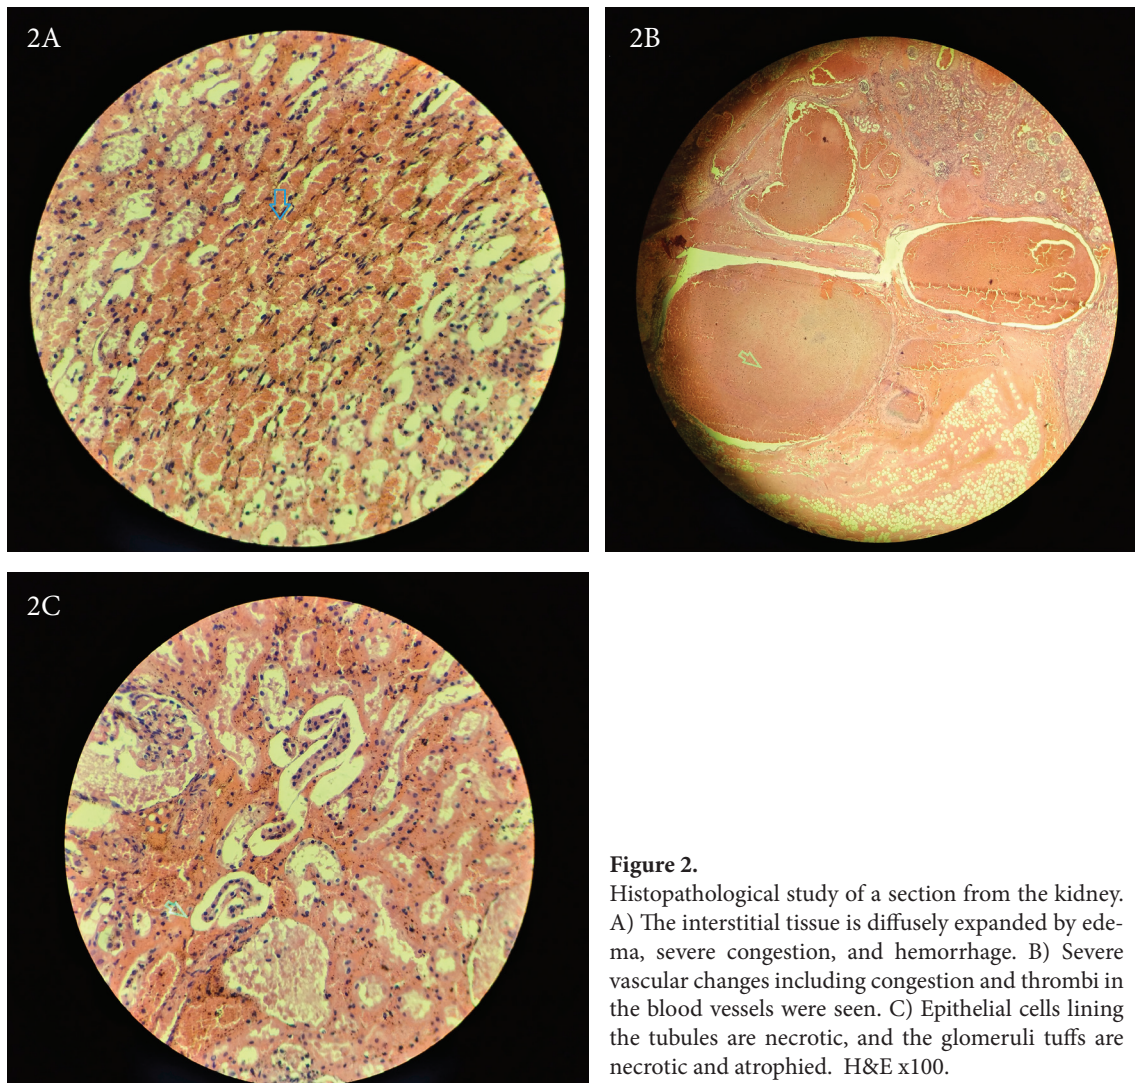 2A
2B
2C
Figure 2.
Histopathological study of a section from the kidney.
A) The interstitial tissue is diffusely expanded by ede-
ma, severe congestion, and hemorrhage. B) Severe
vascular changes including congestion and thrombi in
the blood vessels were seen. C) Epithelial cells lining
the tubules are necrotic, and the glomeruli tuffs are
necrotic and atrophied. H&E x100.